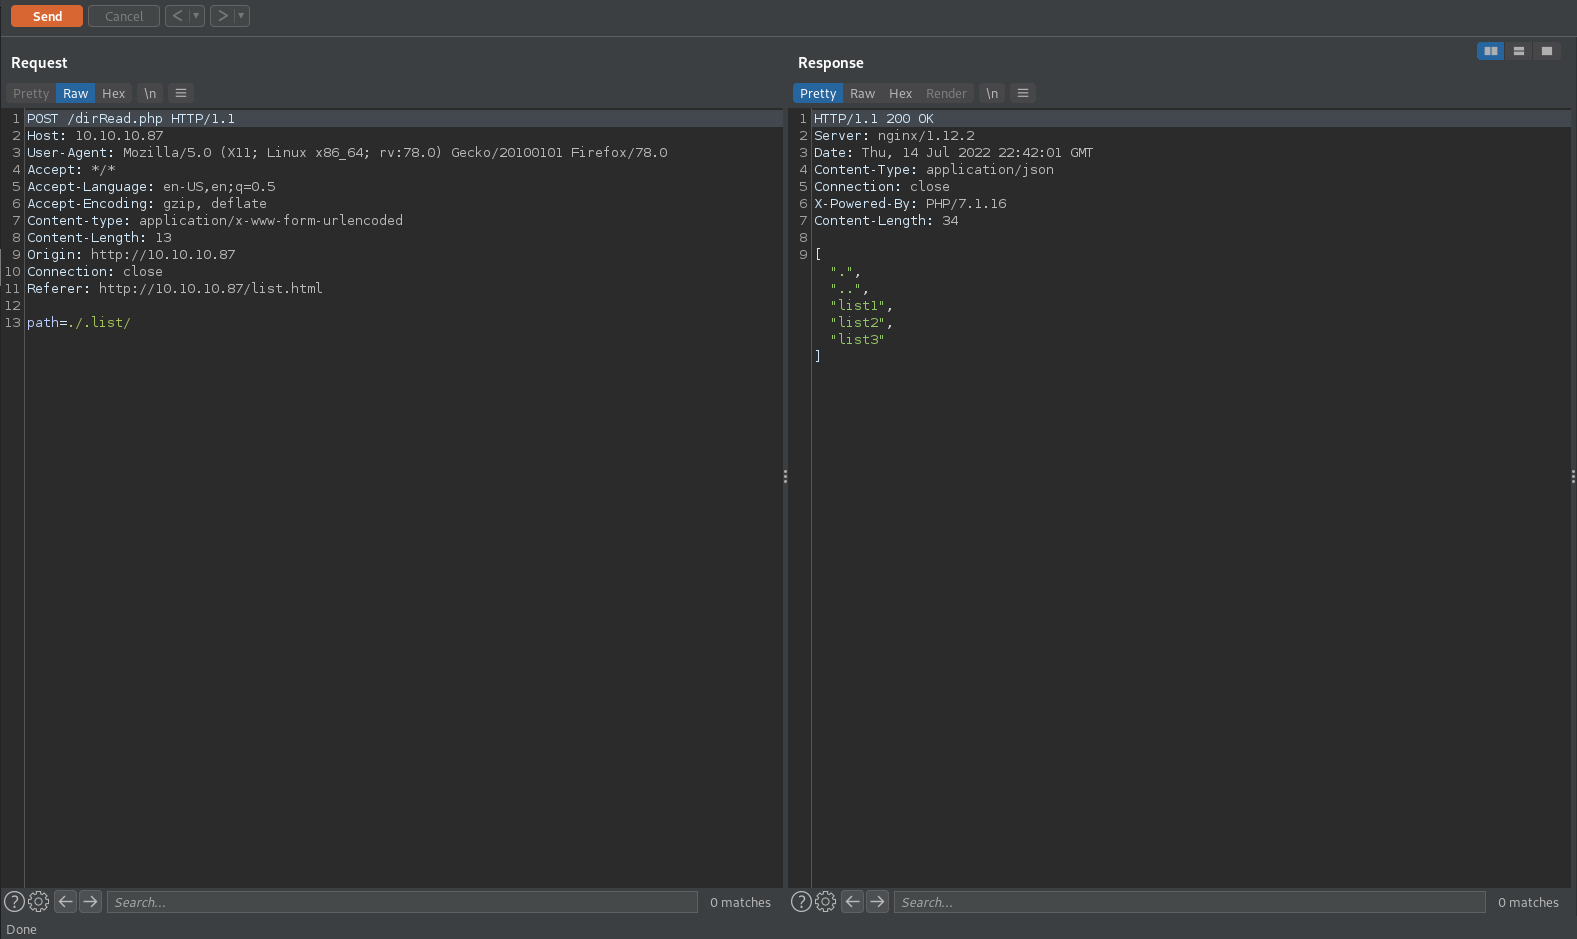 Send Cancel < >
Request
Pretty Raw Hex \n
1 POST /dirRead.php HTTP/1.1
2 Host: 10.10.10.87
3 User-Agent: Mozilla/5.0 (X11; Linux x86_64; rv:78.0) Gecko/20100101 Firefox/78.0
4 Accept: */*
5 Accept-Language: en-US,en;q=0.5
6 Accept-Encoding: gzip, deflate
7 Content-type: application/x-www-form-urlencoded
8 Content-Length: 13
9 Origin: http://10.10.10.87
10 Connection: close
11 Referer: http://10.10.10.87/list.html
12
13 path=./.list/
? Search... 0 matches
Response
Pretty Raw Hex Render \n
1 HTTP/1.1 200 OK
2 Server: nginx/1.12.2
3 Date: Thu, 14 Jul 2022 22:42:01 GMT
4 Content-Type: application/json
5 Connection: close
6 X-Powered-By: PHP/7.1.16
7 Content-Length: 34
8
9 [
".",
"..",
"list1",
"list2",
"list3"
]
? Search... 0 matches
Done